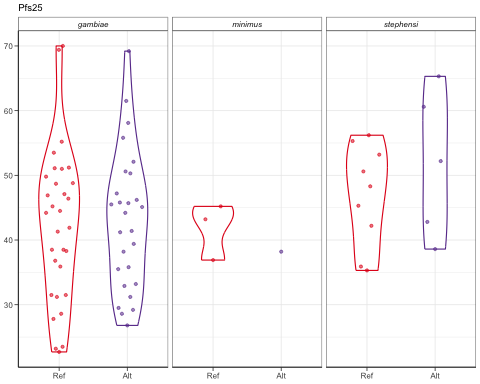 Pfs25
gambiae minimus stephensi
70
60
50
40
30
Ref Alt Ref Alt Ref Alt